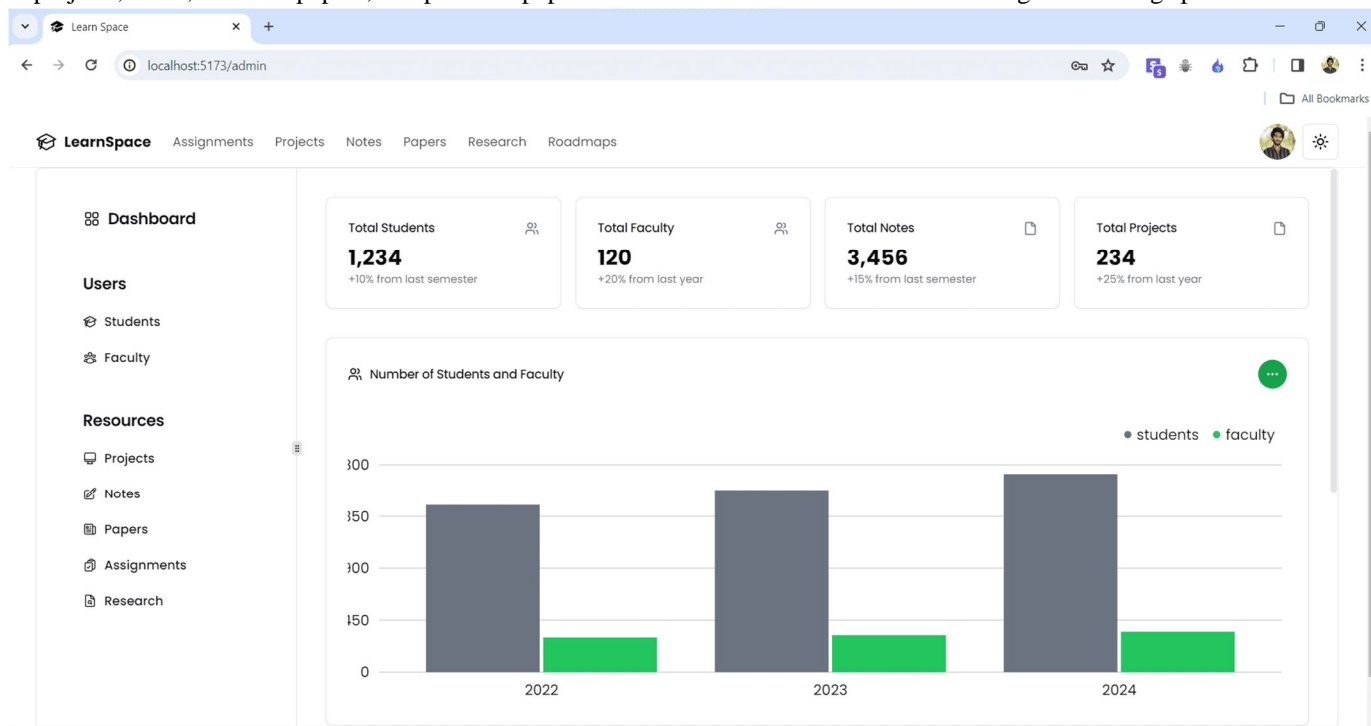 Learn Space
localhost:5173/admin
All Bookmarks
LearnSpace Assignments Projects Notes Papers Research Roadmaps
Dashboard
Users
Students
Faculty
Resources
Projects
Notes
Papers
Assignments
Research
Total Students
1,234
+10% from last semester
Total Faculty
120
+20% from last year
Total Notes
3,456
+15% from last semester
Total Projects
234
+25% from last year
Number of Students and Faculty
students faculty
0
2022 2023 2024